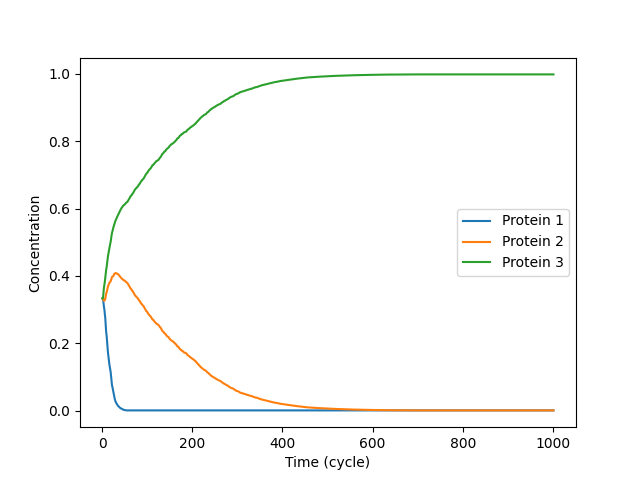 1.0
0.8
0.6
0.4
0.2
0.0
Concentration
Protein 1
Protein 2
Protein 3
0 200 400 600 800 1000
Time (cycle)